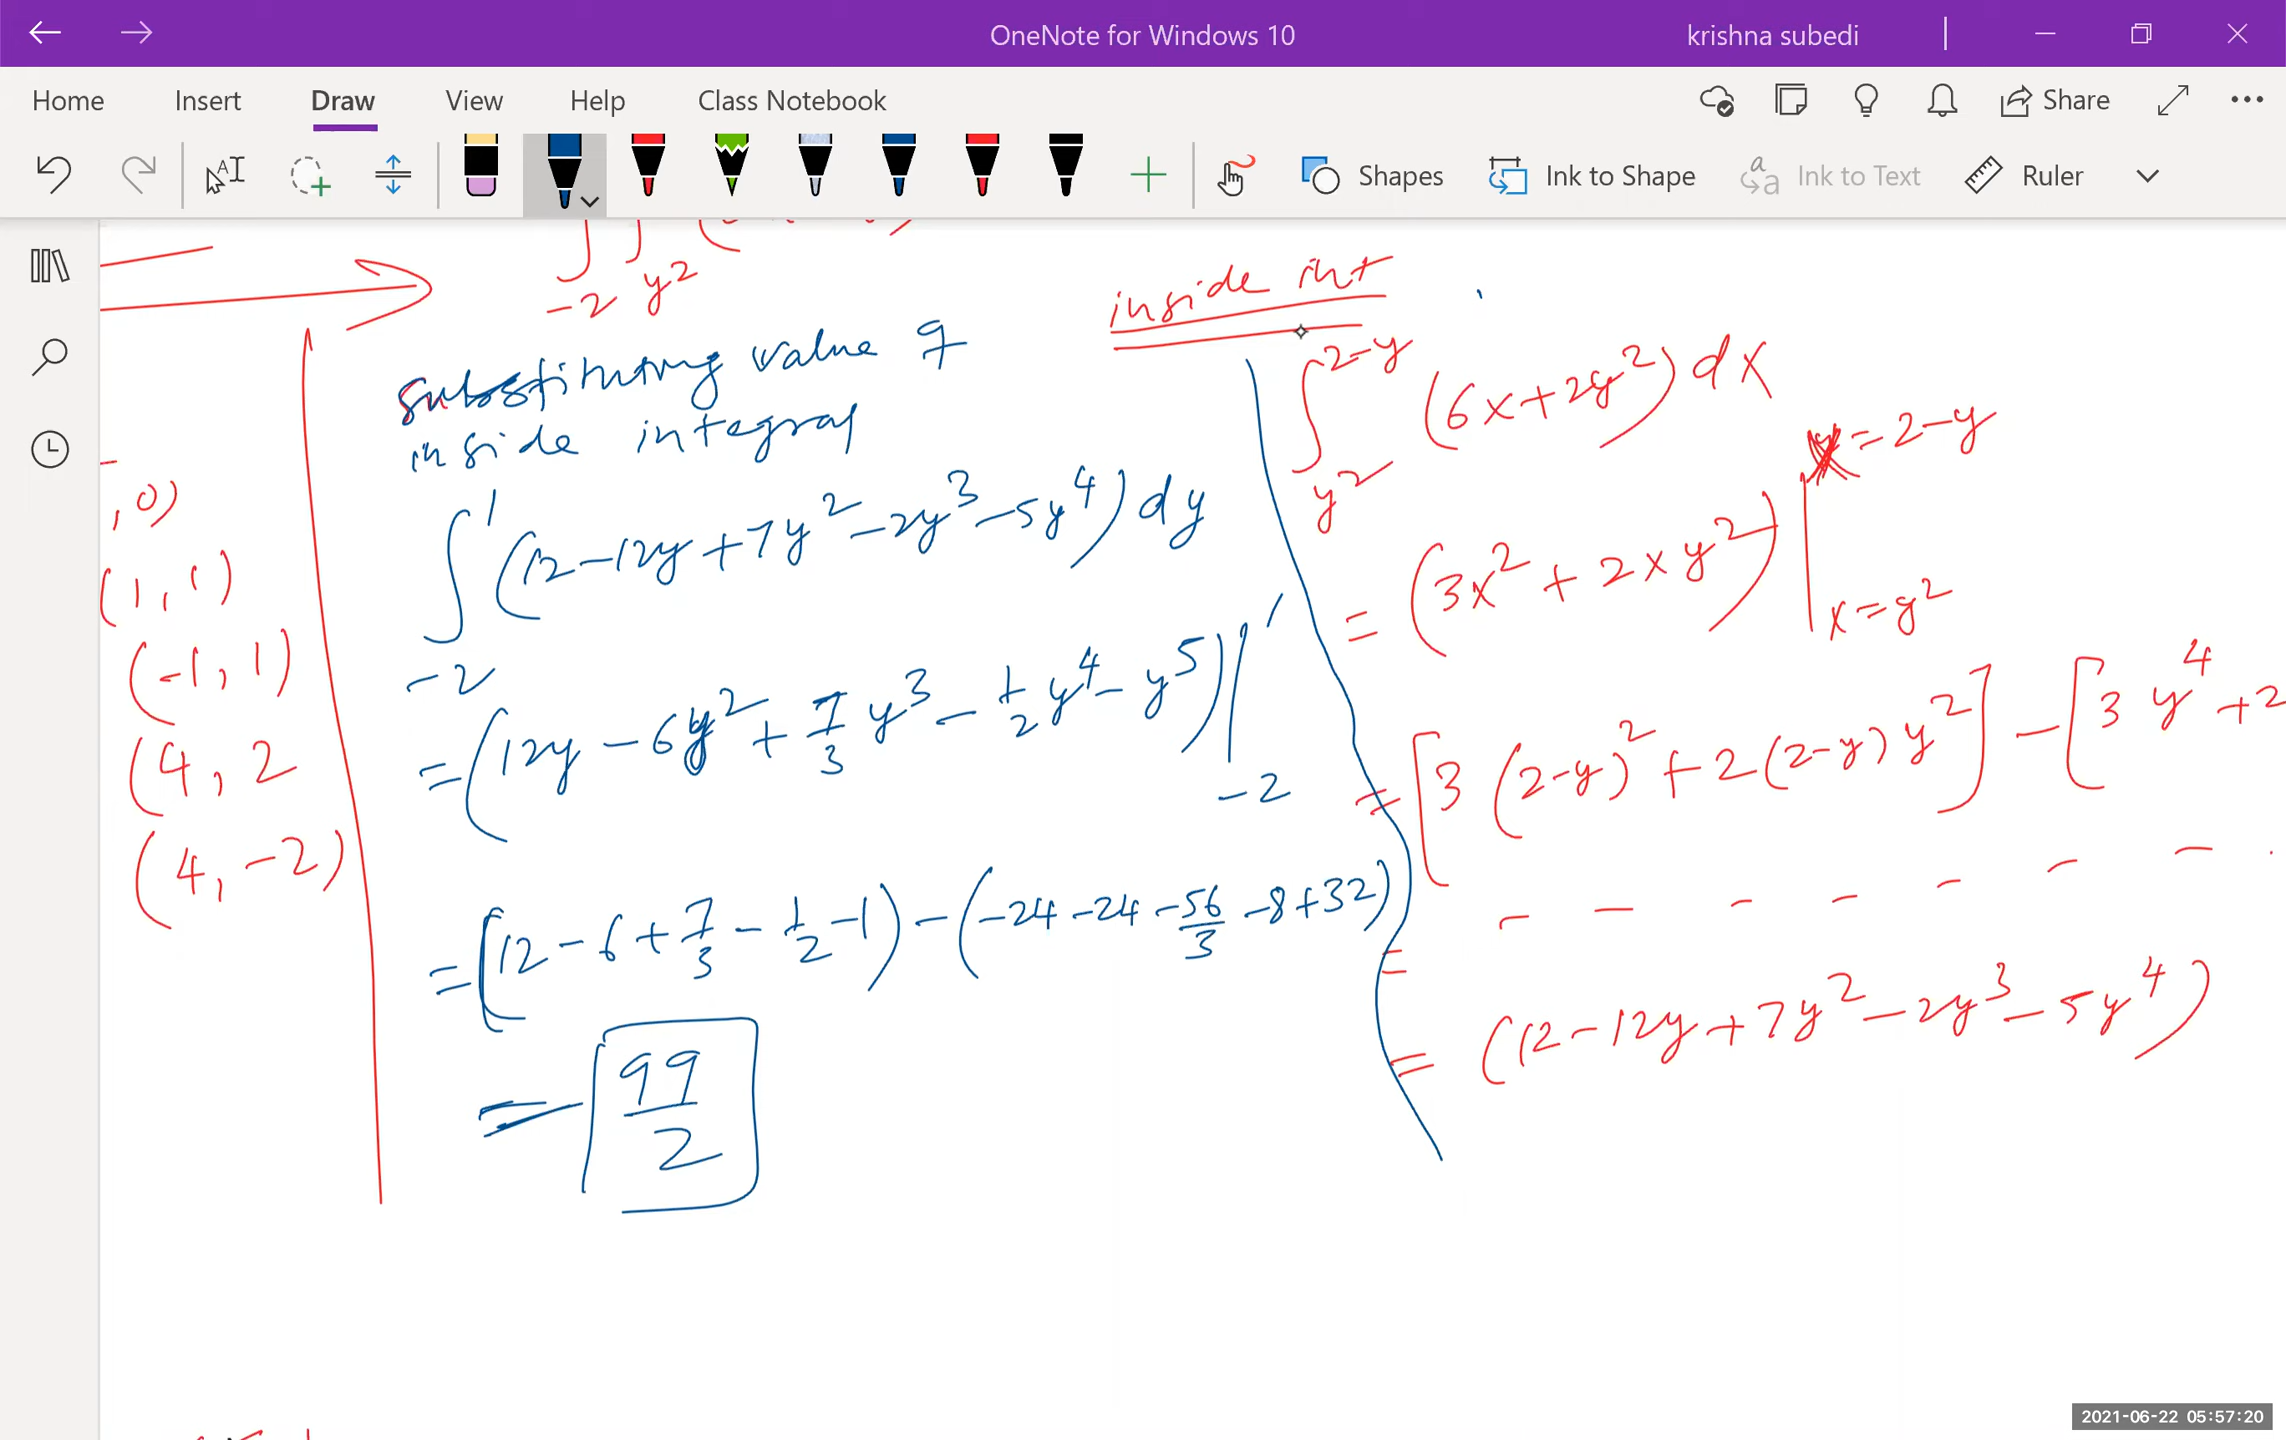 OneNote for Windows 10
krishna subedi
Home Insert Draw View Help Class Notebook
Share
Shapes Ink to Shape Ink to Text Ruler
∫ ∫
-2 y²
, 0)
(1, 1)
(-1, 1)
(4, 2
(4, -2)
substituting value of
inside integral
∫₋₂¹ (12 - 12y + 7y² - 2y³ - 5y⁴) dy
= (12y - 6y² + 7/3 y³ - 1/2 y⁴ - y⁵) |₋₂¹
= (12 - 6 + 7/3 - 1/2 - 1) - (-24 - 24 - 56/3 - 8 + 32)
= 99/2
inside int
∫_{y²}^{2-y} (6x + 2y²) dx
= (3x² + 2xy²) | x = 2-y
x = y²
= [3 (2-y)² + 2(2-y) y²] - [3 y⁴ + 2
- - - - - - -
=
= (12 - 12y + 7y² - 2y³ - 5y⁴)
2021-06-22 05:57:20